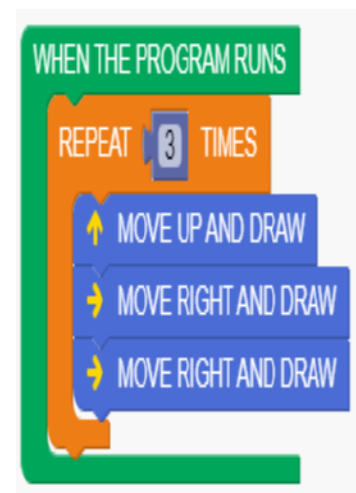 WHEN THE PROGRAM RUNS
REPEAT 3 TIMES
MOVE UP AND DRAW
MOVE RIGHT AND DRAW
MOVE RIGHT AND DRAW